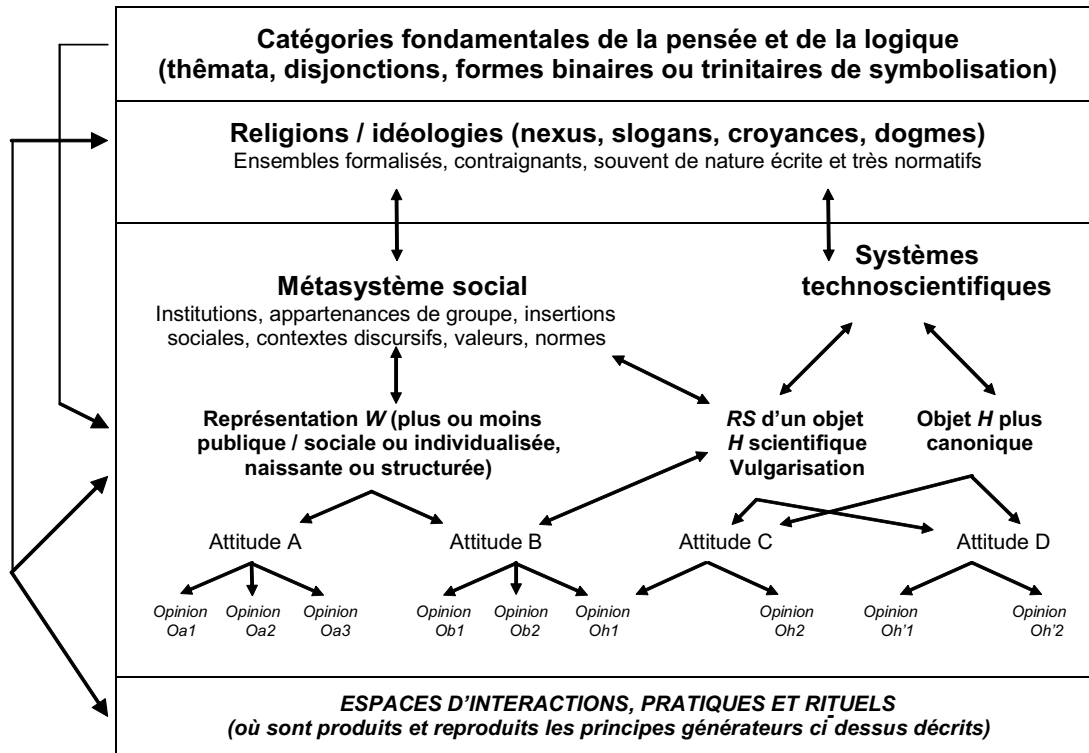 Catégories fondamentales de la pensée et de la logique
(thêmata, disjonctions, formes binaires ou trinitaires de symbolisation)
Religions / idéologies (nexus, slogans, croyances, dogmes)
Ensembles formalisés, contraignants, souvent de nature écrite et très normatifs
Métasystème social
Institutions, appartenances de groupe, insertions
sociales, contextes discursifs, valeurs, normes
Systèmes
technoscientifiques
Représentation W (plus ou moins
publique / sociale ou individualisée,
naissante ou structurée)
RS d'un objet
H scientifique
Vulgarisation
Objet H plus
canonique
Attitude A
Attitude B
Attitude C
Attitude D
Opinion
Oa1
Opinion
Oa2
Opinion
Oa3
Opinion
Ob1
Opinion
Ob2
Opinion
Oh1
Opinion
Oh2
Opinion
Oh'1
Opinion
Oh'2
ESPACES D'INTERACTIONS, PRATIQUES ET RITUELS
(où sont produits et reproduits les principes générateurs ci-dessus décrits)